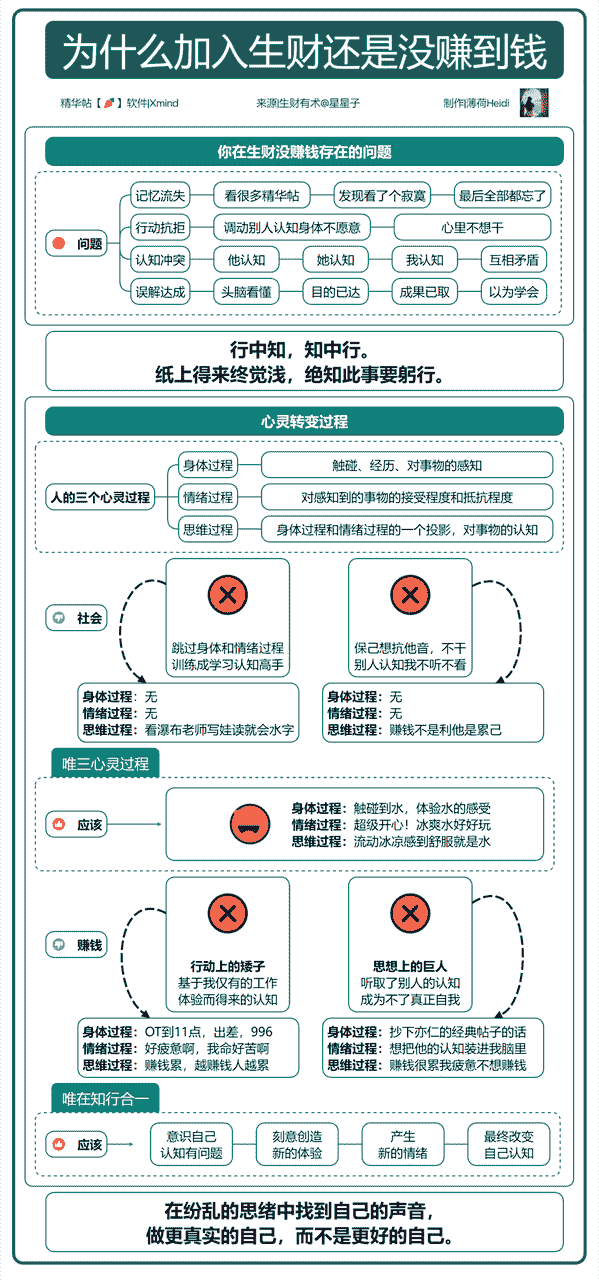 为什么加入生财还是没赚到钱
精华帖【🌶】软件|Xmind 来源|生财有术@星星子 制作|薄荷Heidi
你在生财没赚钱存在的问题
问题
记忆流失 看很多精华帖 发现看了个寂寞 最后全部都忘了
行动抗拒 调动别人认知身体不愿意 心里不想干
认知冲突 他认知 她认知 我认知 互相矛盾
误解达成 头脑看懂 目的已达 成果已取 以为学会
行中知，知中行。
纸上得来终觉浅，绝知此事要躬行。
心灵转变过程
人的三个心灵过程
身体过程 触碰、经历、对事物的感知
情绪过程 对感知到的事物的接受程度和抵抗程度
思维过程 身体过程和情绪过程的一个投影，对事物的认知
社会
跳过身体和情绪过程
训练成学习认知高手
身体过程：无
情绪过程：无
思维过程：看瀑布老师写娃读就会水字
保己想抗他音，不干
别人认知我不听不看
身体过程：无
情绪过程：无
思维过程：赚钱不是利他是累己
唯三心灵过程
应该
身体过程：触碰到水，体验水的感受
情绪过程：超级开心！冰爽水好好玩
思维过程：流动冰凉感到舒服就是水
赚钱
行动上的矮子
基于我仅有的工作
体验而得来的认知
身体过程：OT到11点，出差，996
情绪过程：好疲惫啊，我命好苦啊
思维过程：赚钱累，越赚钱人越累
思想上的巨人
听取了别人的认知
成为不了真正自我
身体过程：抄下亦仁的经典帖子的话
情绪过程：想把他的认知装进我脑里
思维过程：赚钱很累我疲惫不想赚钱
唯在知行合一
应该
意识自己
认知有问题
刻意创造
新的体验
产生
新的情绪
最终改变
自己认知
在纷乱的思绪中找到自己的声音，
做更真实的自己，而不是更好的自己。